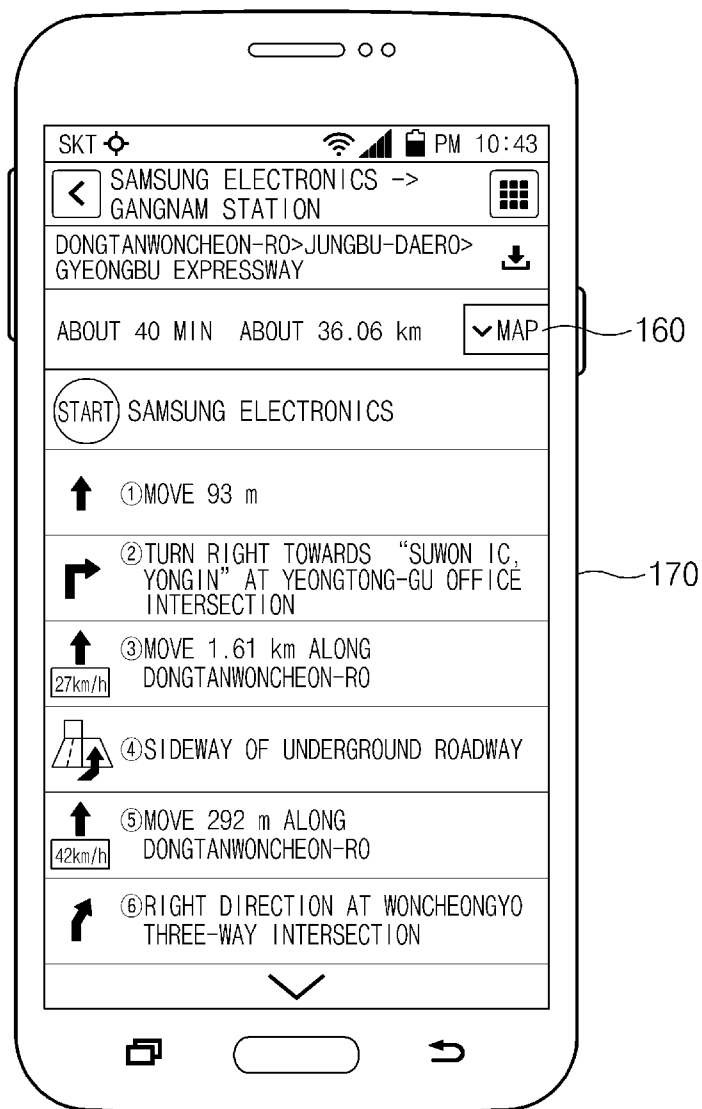 SKT PM 10:43
SAMSUNG ELECTRONICS ->
GANGNAM STATION
DONGTANWONCHEON-RO>JUNGBU-DAERO>
GYEONGBU EXPRESSWAY
ABOUT 40 MIN ABOUT 36.06 km MAP 160
START SAMSUNG ELECTRONICS
①MOVE 93 m
②TURN RIGHT TOWARDS “SUWON IC,
YONGIN” AT YEONGTONG-GU OFFICE
INTERSECTION
170
③MOVE 1.61 km ALONG
DONGTANWONCHEON-RO
27km/h
④SIDEWAY OF UNDERGROUND ROADWAY
⑤MOVE 292 m ALONG
DONGTANWONCHEON-RO
42km/h
⑥RIGHT DIRECTION AT WONCHEONGYO
THREE-WAY INTERSECTION